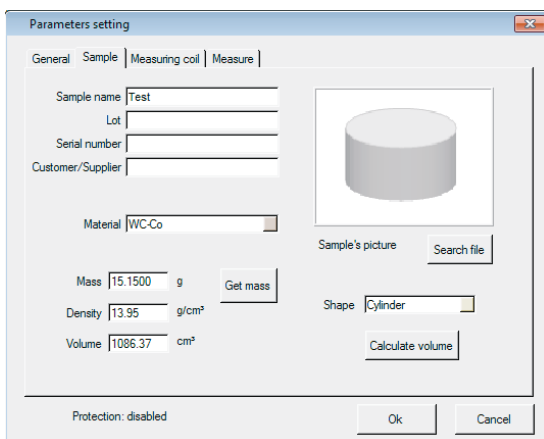 Parameters setting
General Sample Measuring coil Measure
Sample name Test
Lot
Serial number
Customer/Supplier
Material WC-Co
Sample's picture Search file
Mass 15.1500 g Get mass
Shape Cylinder
Density 13.95 g/cm³
Volume 1086.37 cm³
Calculate volume
Protection: disabled Ok Cancel